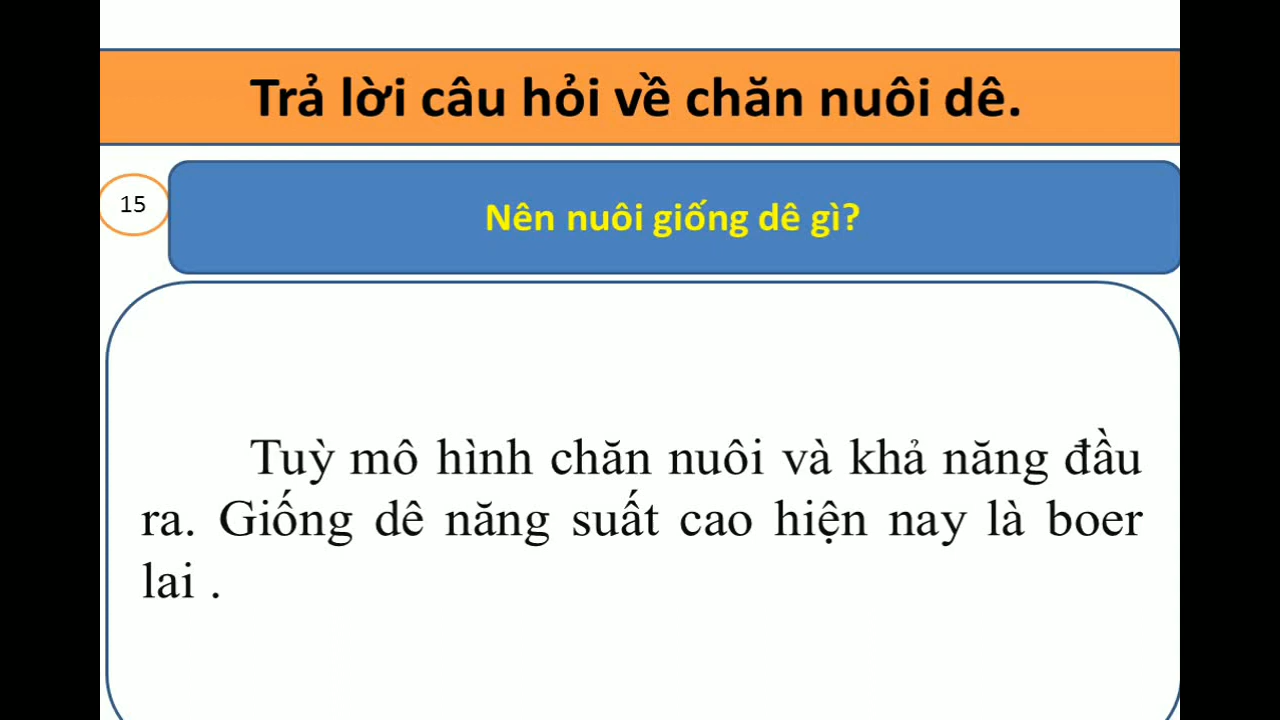 Trả lời câu hỏi về chăn nuôi dê.
15
Nên nuôi giống dê gì?
Tuỳ mô hình chăn nuôi và khả năng đầu
ra. Giống dê năng suất cao hiện nay là boer
lai .